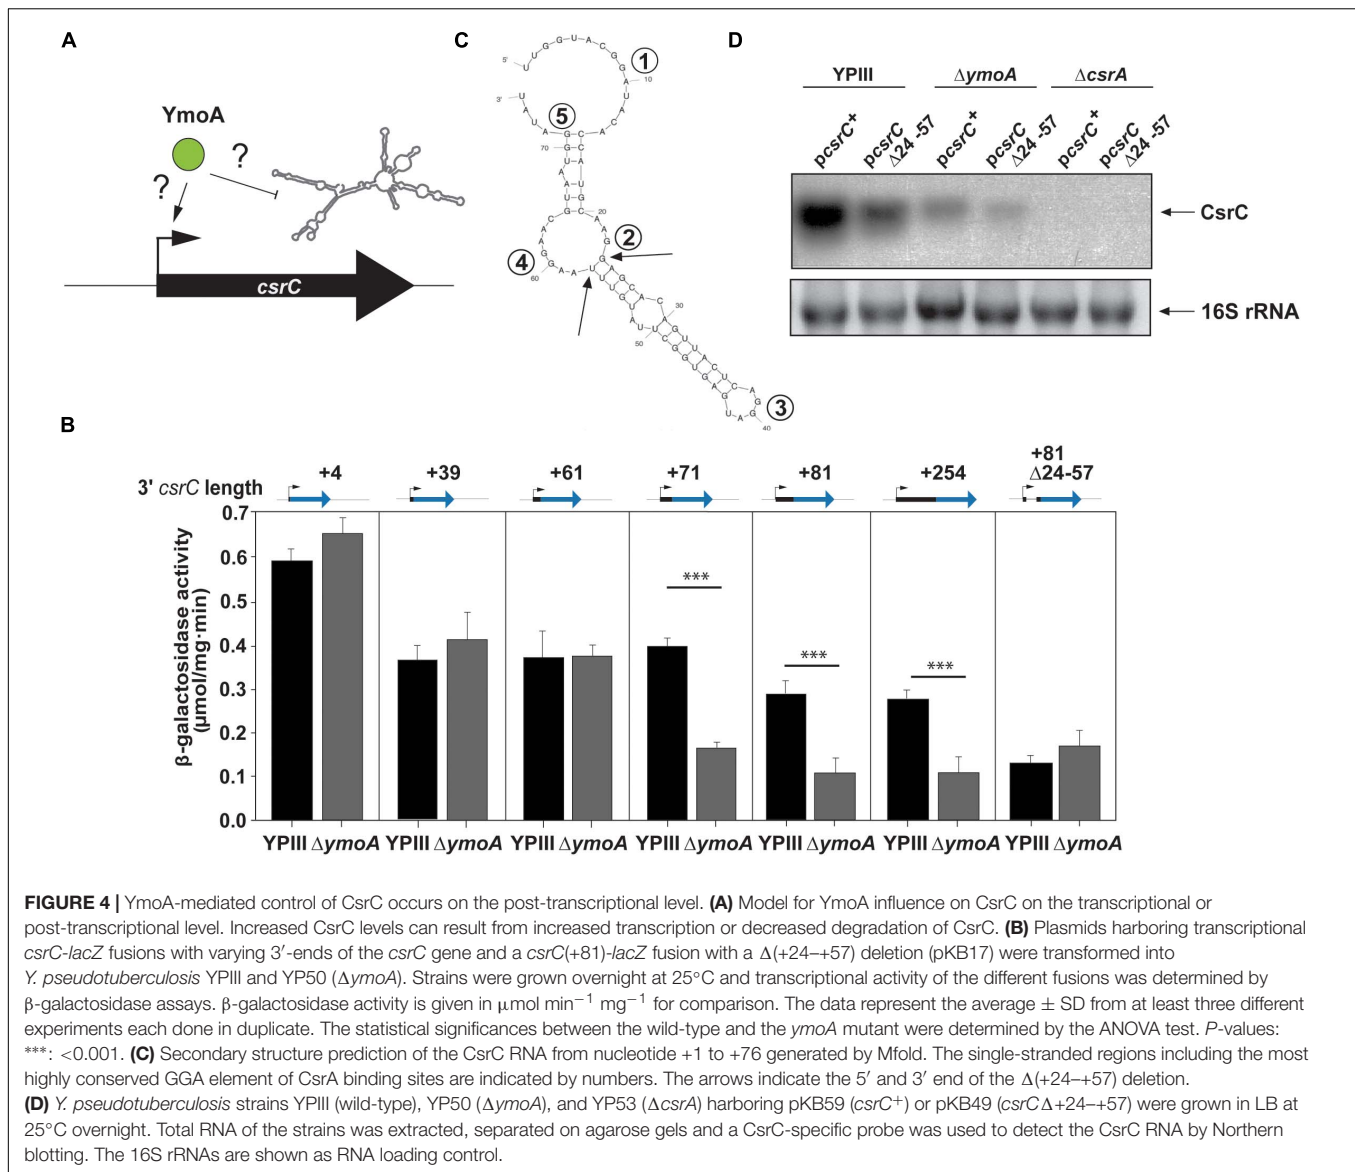 A
YmoA
?
?
csrC
C
5'
3'
U U G G U A C G G A U A C A C C A U G C A A G G A G C A C A G U U A C U C A G G A U G A G U G G C U U A U G U U U A A G G A C G U A A U G G A U A U
10
20
30
40
50
60
70
1
2
3
4
5
D
YPIII ΔymoA ΔcsrA
pcsrC+
pcsrC
Δ24 -57
pcsrC+
pcsrC
Δ24 -57
pcsrC+
pcsrC
Δ24 -57
CsrC
16S rRNA
B
3' csrC length
+4 +39 +61 +71 +81 +254 +81
Δ24-57
β-galactosidase activity
(μmol/mg·min)
0.7
0.6
0.5
0.4
0.3
0.2
0.1
0.0
*** *** ***
YPIII ΔymoA YPIII ΔymoA YPIII ΔymoA YPIII ΔymoA YPIII ΔymoA YPIII ΔymoA YPIII ΔymoA
FIGURE 4 | YmoA-mediated control of CsrC occurs on the post-transcriptional level. (A) Model for YmoA influence on CsrC on the transcriptional or
post-transcriptional level. Increased CsrC levels can result from increased transcription or decreased degradation of CsrC. (B) Plasmids harboring transcriptional
csrC-lacZ fusions with varying 3′-ends of the csrC gene and a csrC(+81)-lacZ fusion with a Δ(+24–+57) deletion (pKB17) were transformed into
Y. pseudotuberculosis YPIII and YP50 (ΔymoA). Strains were grown overnight at 25°C and transcriptional activity of the different fusions was determined by
β-galactosidase assays. β-galactosidase activity is given in μmol min−1 mg−1 for comparison. The data represent the average ± SD from at least three different
experiments each done in duplicate. The statistical significances between the wild-type and the ymoA mutant were determined by the ANOVA test. P-values:
***: <0.001. (C) Secondary structure prediction of the CsrC RNA from nucleotide +1 to +76 generated by Mfold. The single-stranded regions including the most
highly conserved GGA element of CsrA binding sites are indicated by numbers. The arrows indicate the 5′ and 3′ end of the Δ(+24–+57) deletion.
(D) Y. pseudotuberculosis strains YPIII (wild-type), YP50 (ΔymoA), and YP53 (ΔcsrA) harboring pKB59 (csrC+) or pKB49 (csrCΔ+24–+57) were grown in LB at
25°C overnight. Total RNA of the strains was extracted, separated on agarose gels and a CsrC-specific probe was used to detect the CsrC RNA by Northern
blotting. The 16S rRNAs are shown as RNA loading control.